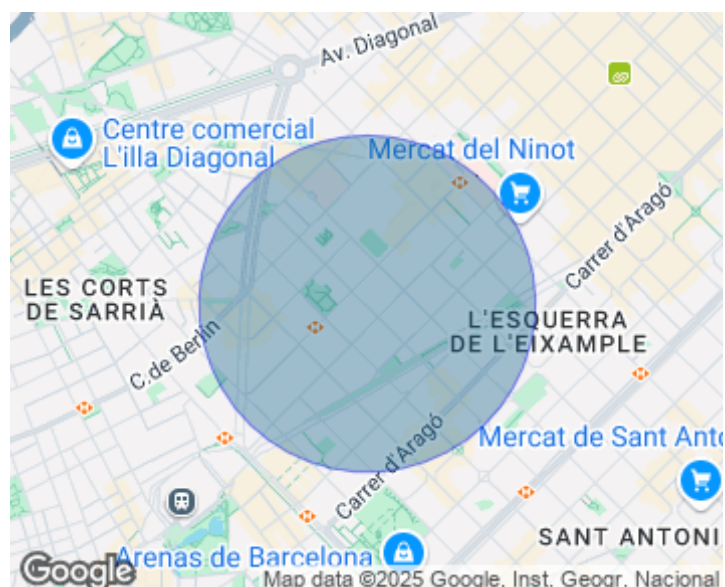 Av. Diagonal
Centre comercial
L'illa Diagonal
Mercat del Ninot
Carrer d'Aragó
LES CORTS
DE SARRIÀ
L'ESQUERRA
DE L'EIXAMPLE
C. de Berlín
Carrer d'Aragó
Mercat de Sant Anto
SANT ANTONI
Arenas de Barcelona
Google
Map data ©2025 Google, Inst. Geogr. Nacional